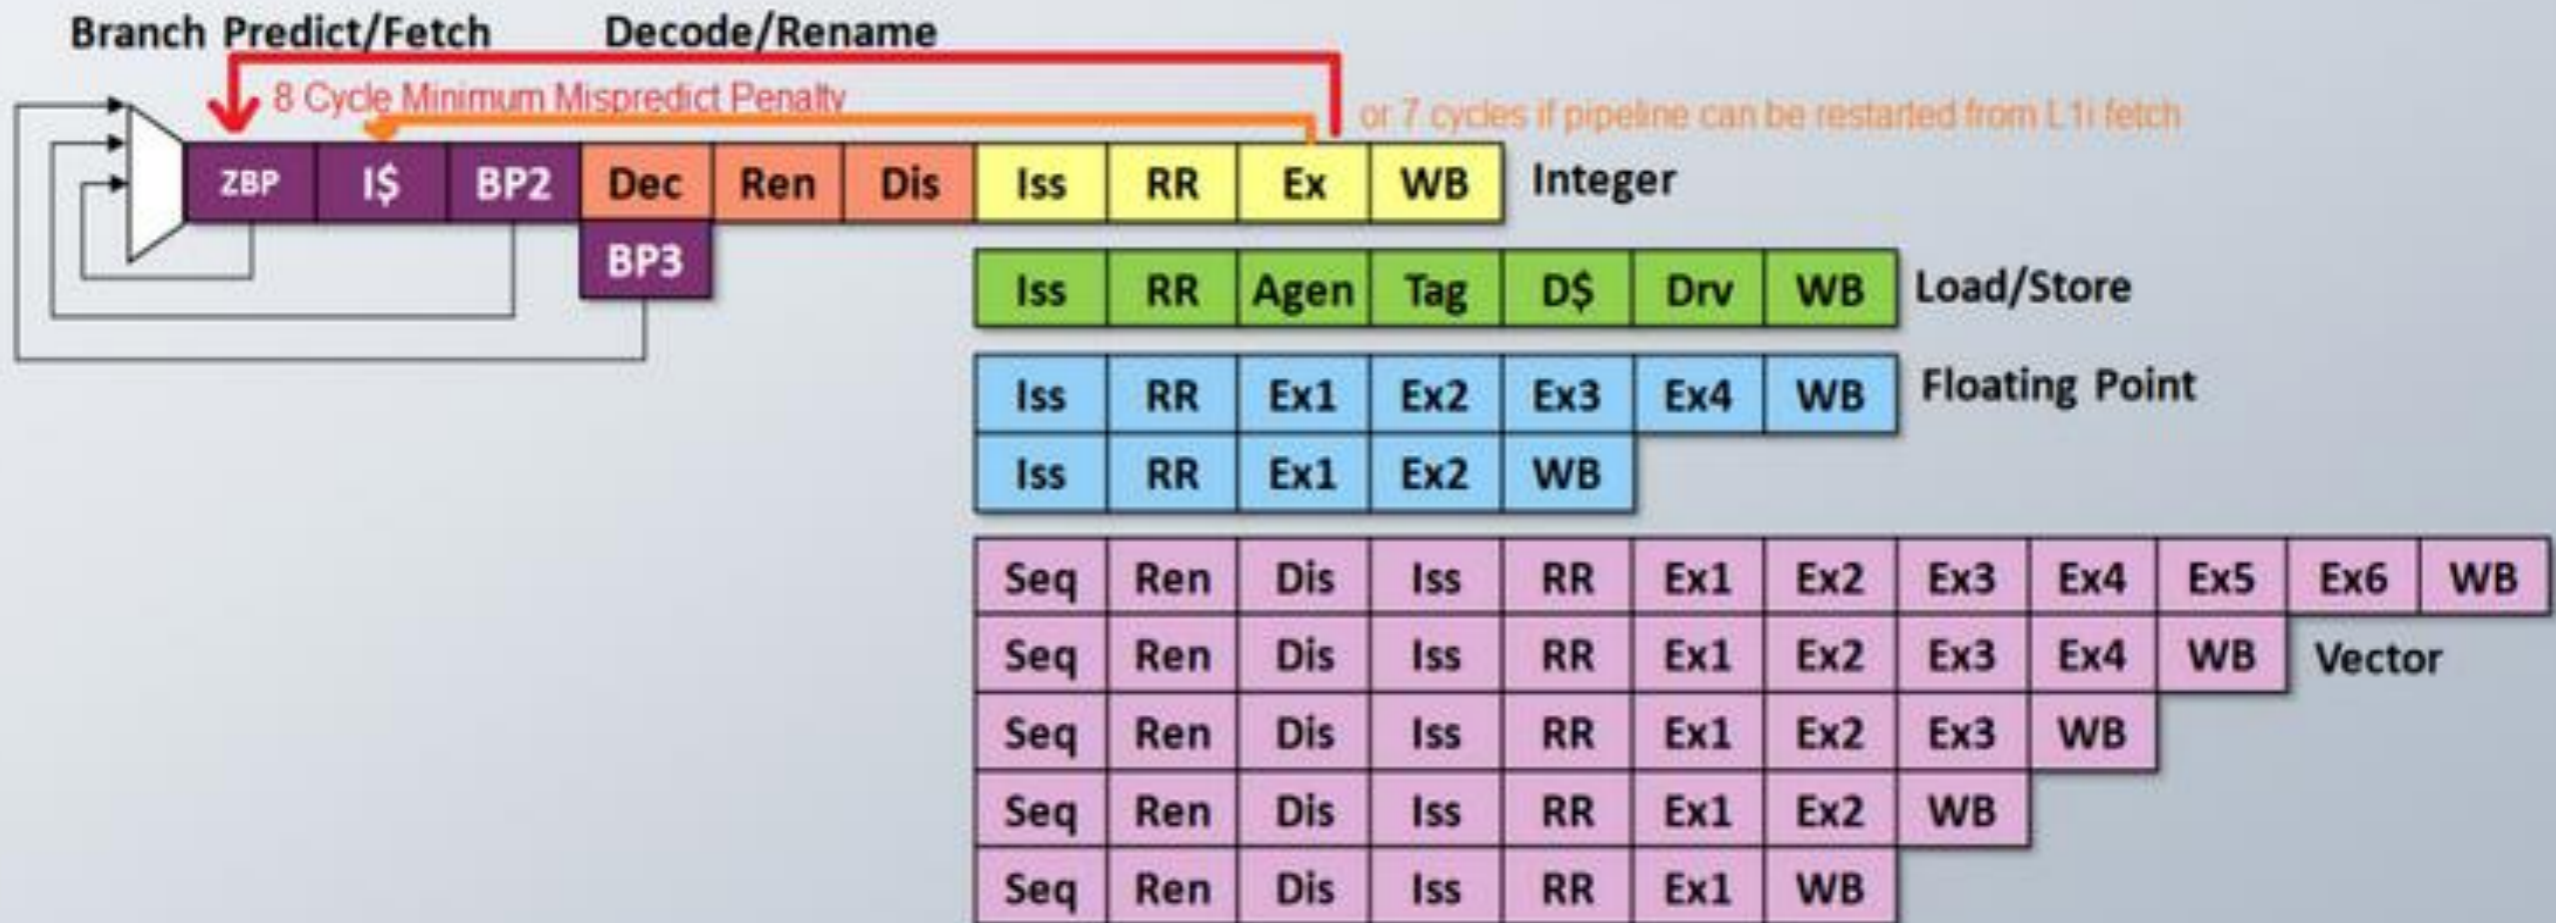 Branch Predict/Fetch Decode/Rename
8 Cycle Minimum Mispredict Penalty
or 7 cycles if pipeline can be restarted from L1i fetch
ZBP I$ BP2 Dec Ren Dis Iss RR Ex WB Integer
BP3
Iss RR Agen Tag D$ Drv WB Load/Store
Iss RR Ex1 Ex2 Ex3 Ex4 WB Floating Point
Iss RR Ex1 Ex2 WB
Seq Ren Dis Iss RR Ex1 Ex2 Ex3 Ex4 Ex5 Ex6 WB
Seq Ren Dis Iss RR Ex1 Ex2 Ex3 Ex4 WB Vector
Seq Ren Dis Iss RR Ex1 Ex2 Ex3 WB
Seq Ren Dis Iss RR Ex1 Ex2 WB
Seq Ren Dis Iss RR Ex1 WB